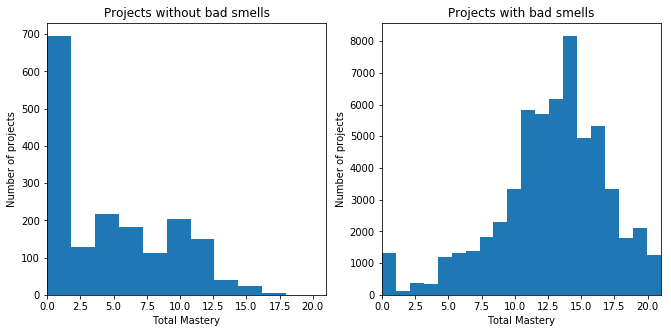 Projects without bad smells
Number of projects
700
600
500
400
300
200
100
0
0.0 2.5 5.0 7.5 10.0 12.5 15.0 17.5 20.0
Total Mastery
Projects with bad smells
Number of projects
8000
7000
6000
5000
4000
3000
2000
1000
0
0.0 2.5 5.0 7.5 10.0 12.5 15.0 17.5 20.0
Total Mastery